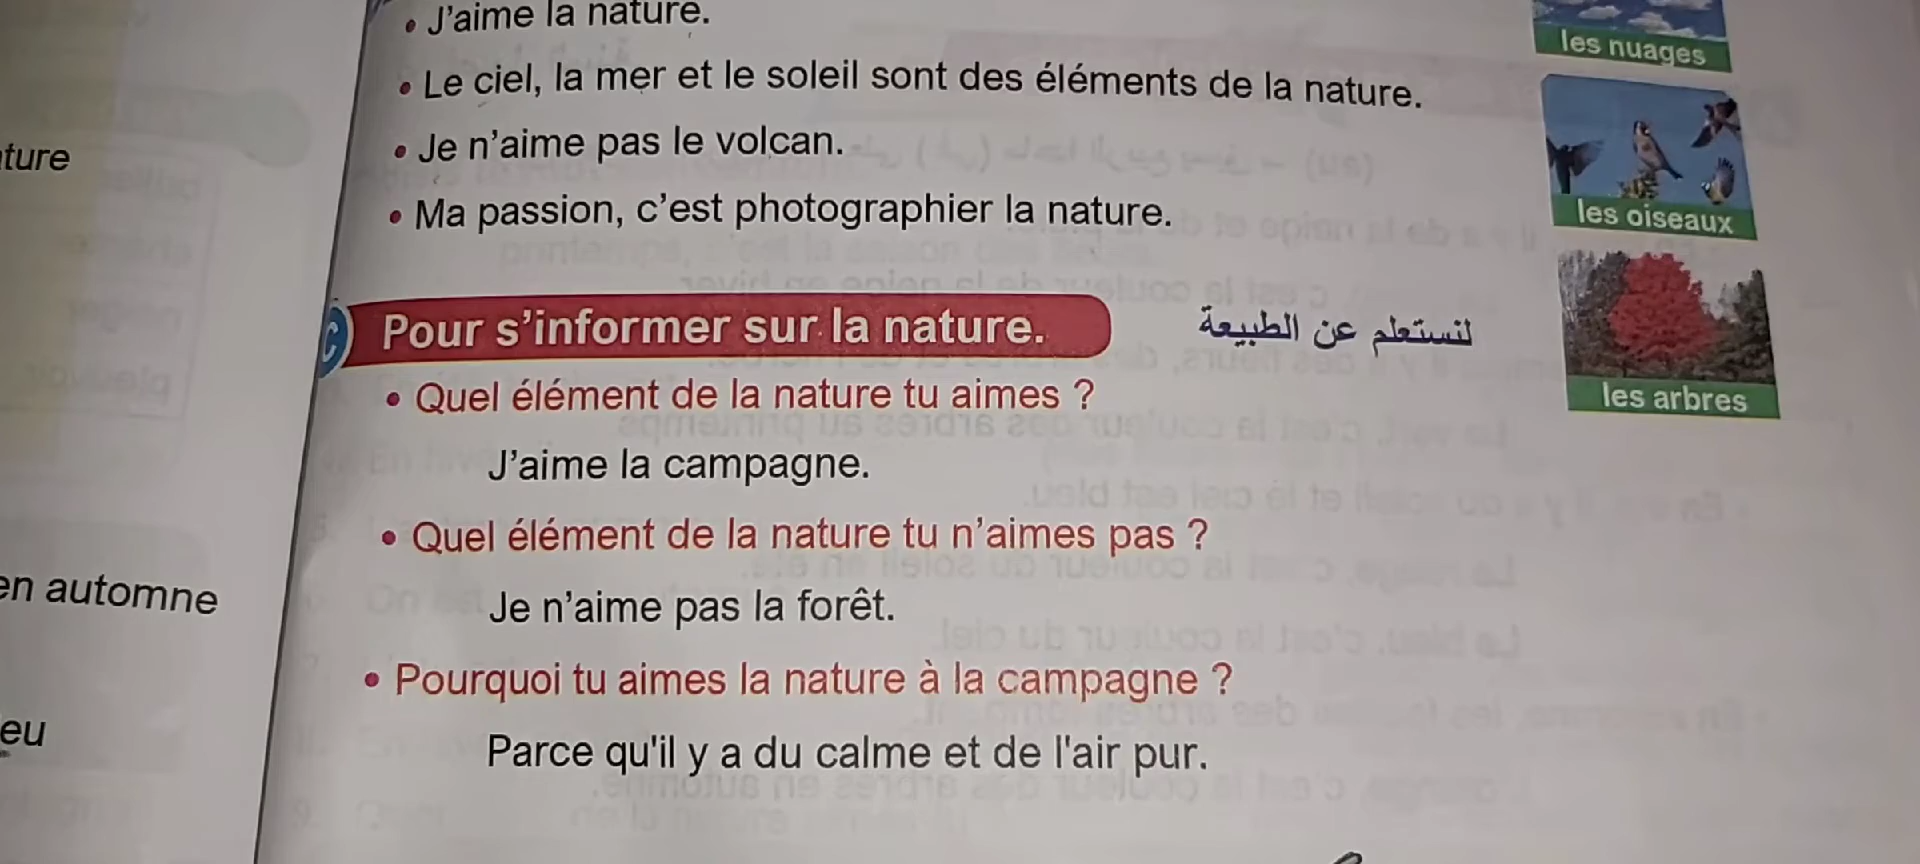 • J'aime la nature.
• Le ciel, la mer et le soleil sont des éléments de la nature.
• Je n'aime pas le volcan.
• Ma passion, c'est photographier la nature.
C Pour s'informer sur la nature. لنستعلم عن الطبيعة
• Quel élément de la nature tu aimes ?
J'aime la campagne.
• Quel élément de la nature tu n'aimes pas ?
Je n'aime pas la forêt.
• Pourquoi tu aimes la nature à la campagne ?
Parce qu'il y a du calme et de l'air pur.
les nuages
les oiseaux
les arbres
en automne